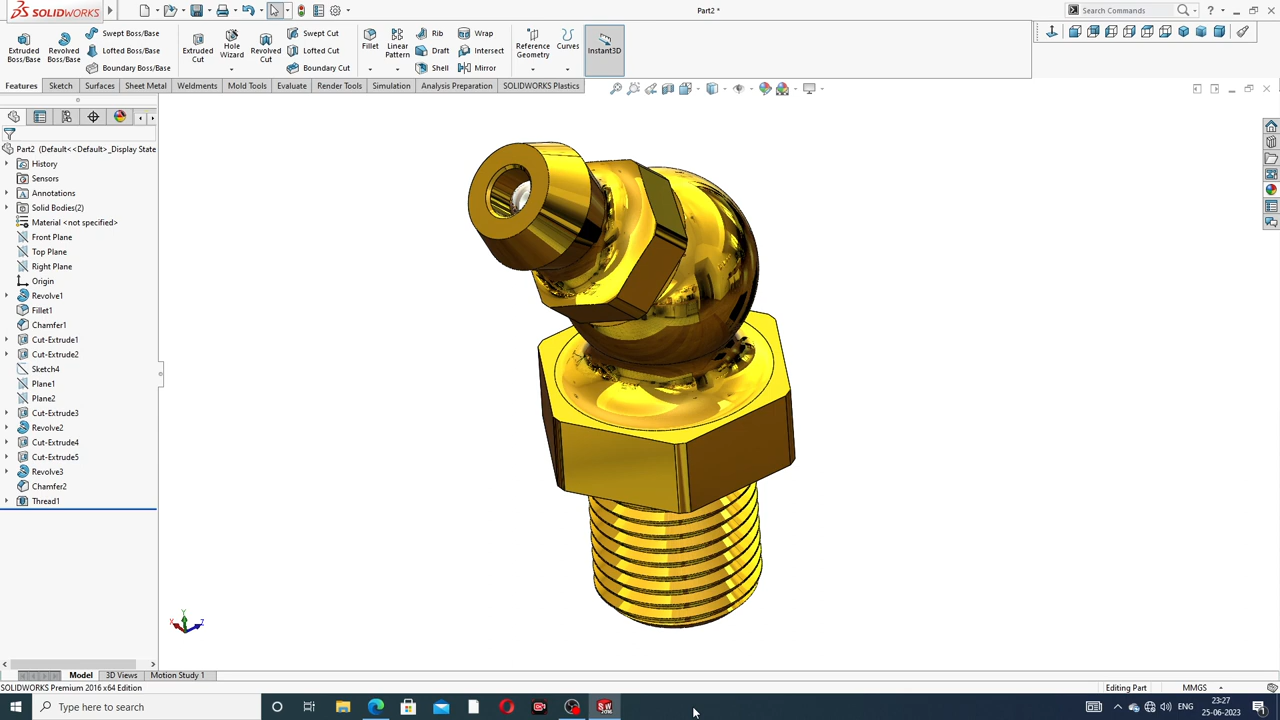 SOLIDWORKS
Part2 *
Search Commands
Extruded Boss/Base
Revolved Boss/Base
Swept Boss/Base
Lofted Boss/Base
Boundary Boss/Base
Extruded Cut
Hole Wizard
Revolved Cut
Swept Cut
Lofted Cut
Boundary Cut
Fillet
Linear Pattern
Rib
Draft
Shell
Wrap
Intersect
Mirror
Reference Geometry
Curves
Instant3D
Features Sketch Surfaces Sheet Metal Weldments Mold Tools Evaluate Render Tools Simulation Analysis Preparation SOLIDWORKS Plastics
Part2 (Default<<Default>_Display State
History
Sensors
Annotations
Solid Bodies(2)
Material <not specified>
Front Plane
Top Plane
Right Plane
Origin
Revolve1
Fillet1
Chamfer1
Cut-Extrude1
Cut-Extrude2
Sketch4
Plane1
Plane2
Cut-Extrude3
Revolve2
Cut-Extrude4
Cut-Extrude5
Revolve3
Chamfer2
Thread1
Y
X
Z
Model 3D Views Motion Study 1
SOLIDWORKS Premium 2016 x64 Edition
Editing Part
MMGS
Type here to search
ENG
23:27
25-06-2023